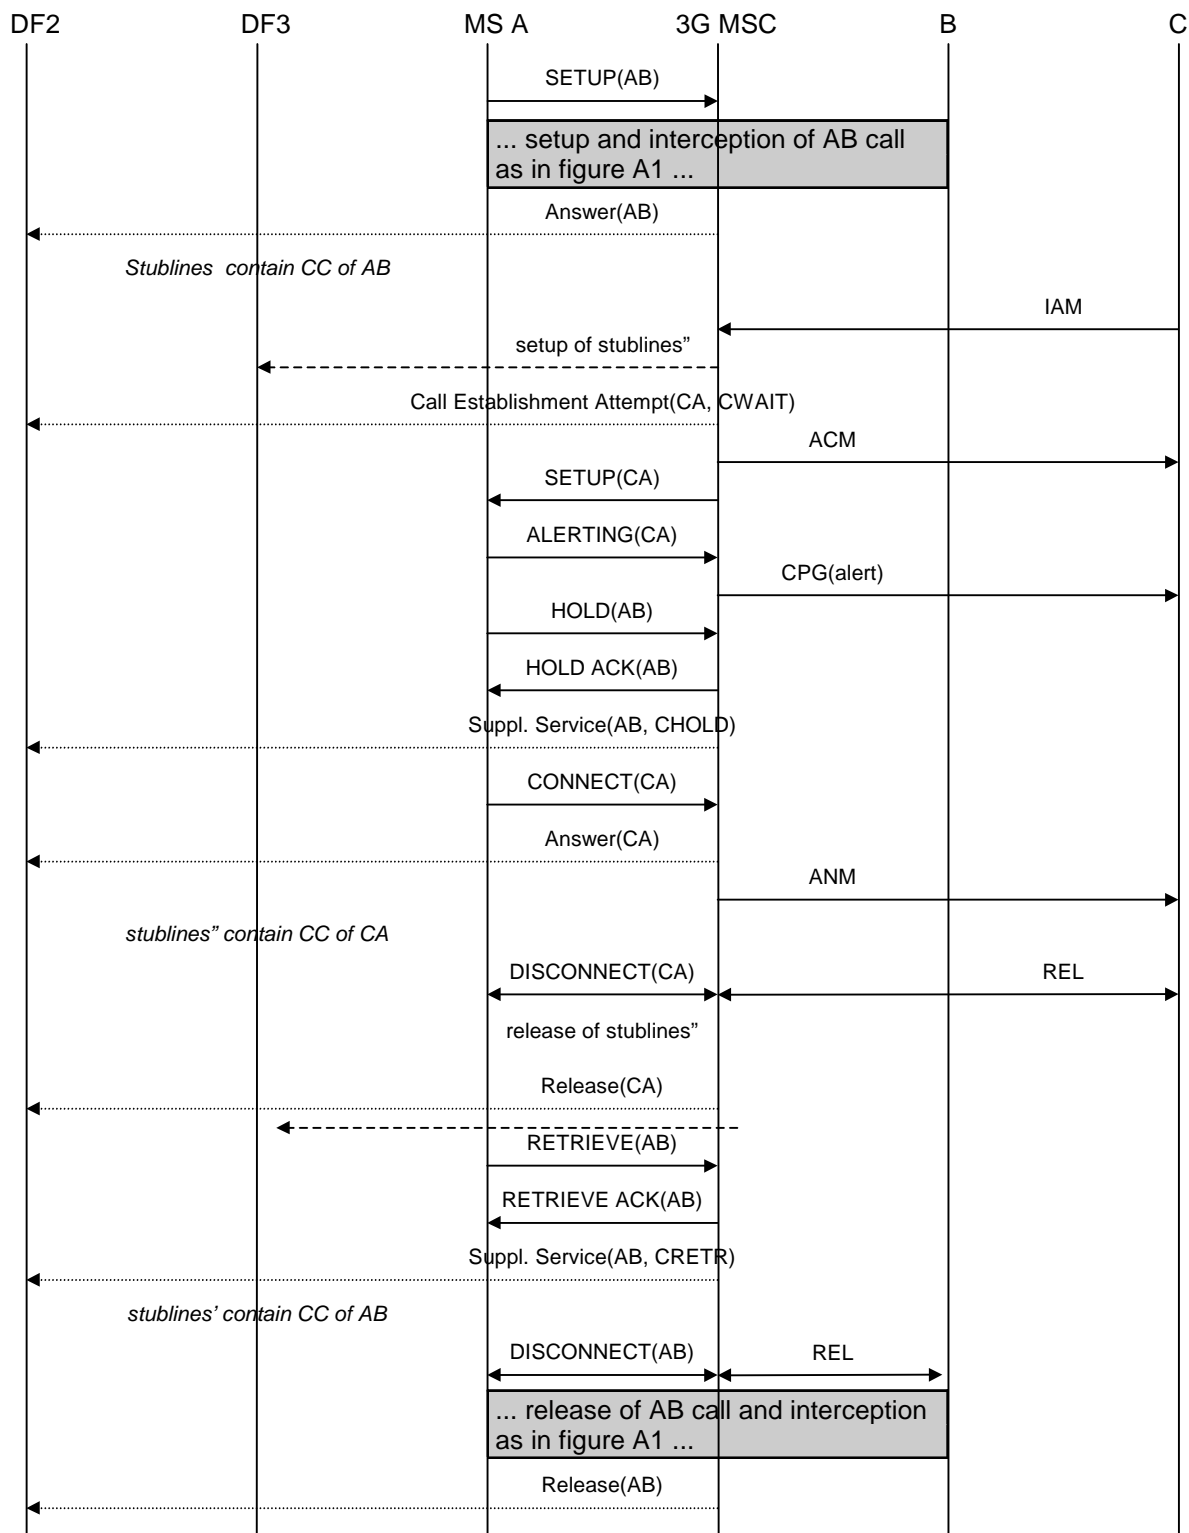 DF2 DF3 MS A 3G MSC B C
SETUP(AB)
... setup and interception of AB call
as in figure A1 ...
Answer(AB)
Stublines  contain CC of AB
IAM
setup of stublines”
Call Establishment Attempt(CA, CWAIT)
ACM
SETUP(CA)
ALERTING(CA)
CPG(alert)
HOLD(AB)
HOLD ACK(AB)
Suppl. Service(AB, CHOLD)
CONNECT(CA)
Answer(CA)
ANM
stublines” contain CC of CA
DISCONNECT(CA) REL
release of stublines”
Release(CA)
RETRIEVE(AB)
RETRIEVE ACK(AB)
Suppl. Service(AB, CRETR)
stublines’ contain CC of AB
DISCONNECT(AB) REL
... release of AB call and interception
as in figure A1 ...
Release(AB)